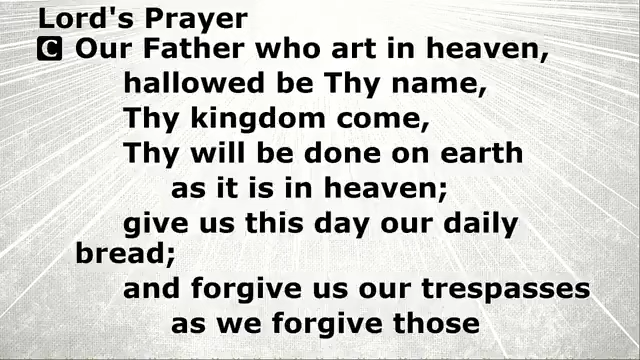 Lord's Prayer
C Our Father who art in heaven,
hallowed be Thy name,
Thy kingdom come,
Thy will be done on earth
as it is in heaven;
give us this day our daily
bread;
and forgive us our trespasses
as we forgive those